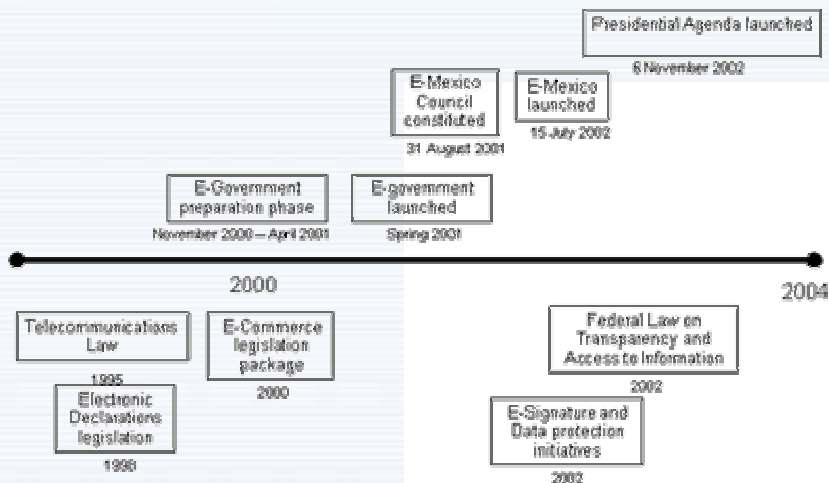 Presidential Agenda launched
6 November 2002
E-Mexico
Council
constituted
31 August 2001
E-Mexico
launched
15 July 2002
E-Government
preparation phase
November 2000 – April 2001
E-government
launched
Spring 2001
2000
2004
Telecommunications
Law
1995
E-Commerce
legislation
package
2000
Federal Law on
Transparency and
Access to Information
2002
Electronic
Declarations
legislation
E-Signature and
Data protection
initiatives
2002